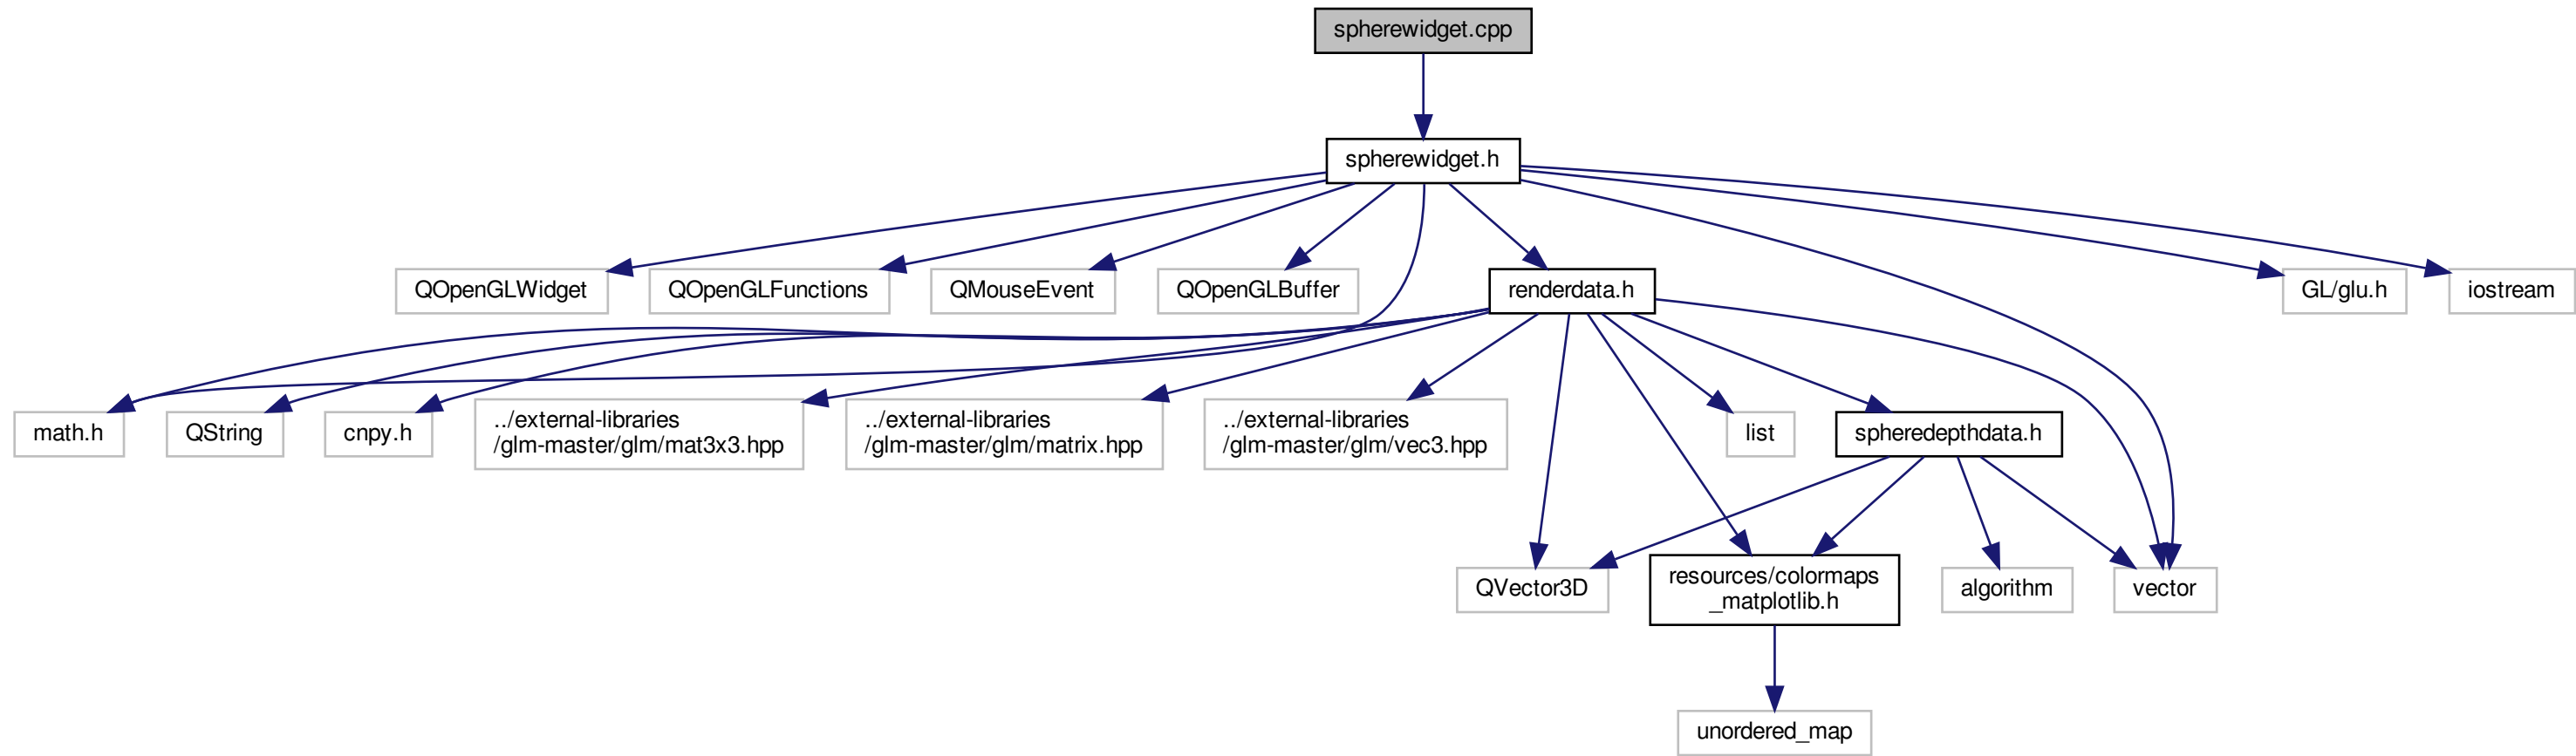 spherewidget.cpp
spherewidget.h
QOpenGLWidget
QOpenGLFunctions
QMouseEvent
QOpenGLBuffer
renderdata.h
GL/glu.h
iostream
math.h
QString
cnpy.h
../external-libraries
/glm-master/glm/mat3x3.hpp
../external-libraries
/glm-master/glm/matrix.hpp
../external-libraries
/glm-master/glm/vec3.hpp
list
spheredepthdata.h
QVector3D
resources/colormaps
_matplotlib.h
algorithm
vector
unordered_map